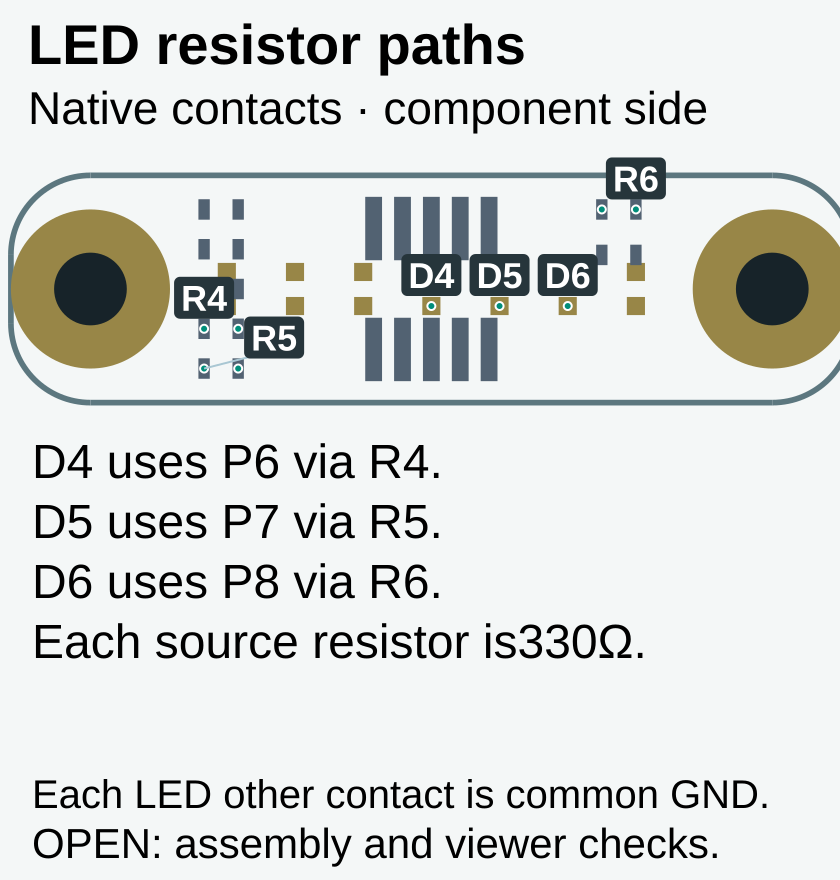 LED resistor paths
Native contacts · component side
R6
D4 D5 D6
R4
R5
D4 uses P6 via R4.
D5 uses P7 via R5.
D6 uses P8 via R6.
Each source resistor is330Ω.
Each LED other contact is common GND.
OPEN: assembly and viewer checks.